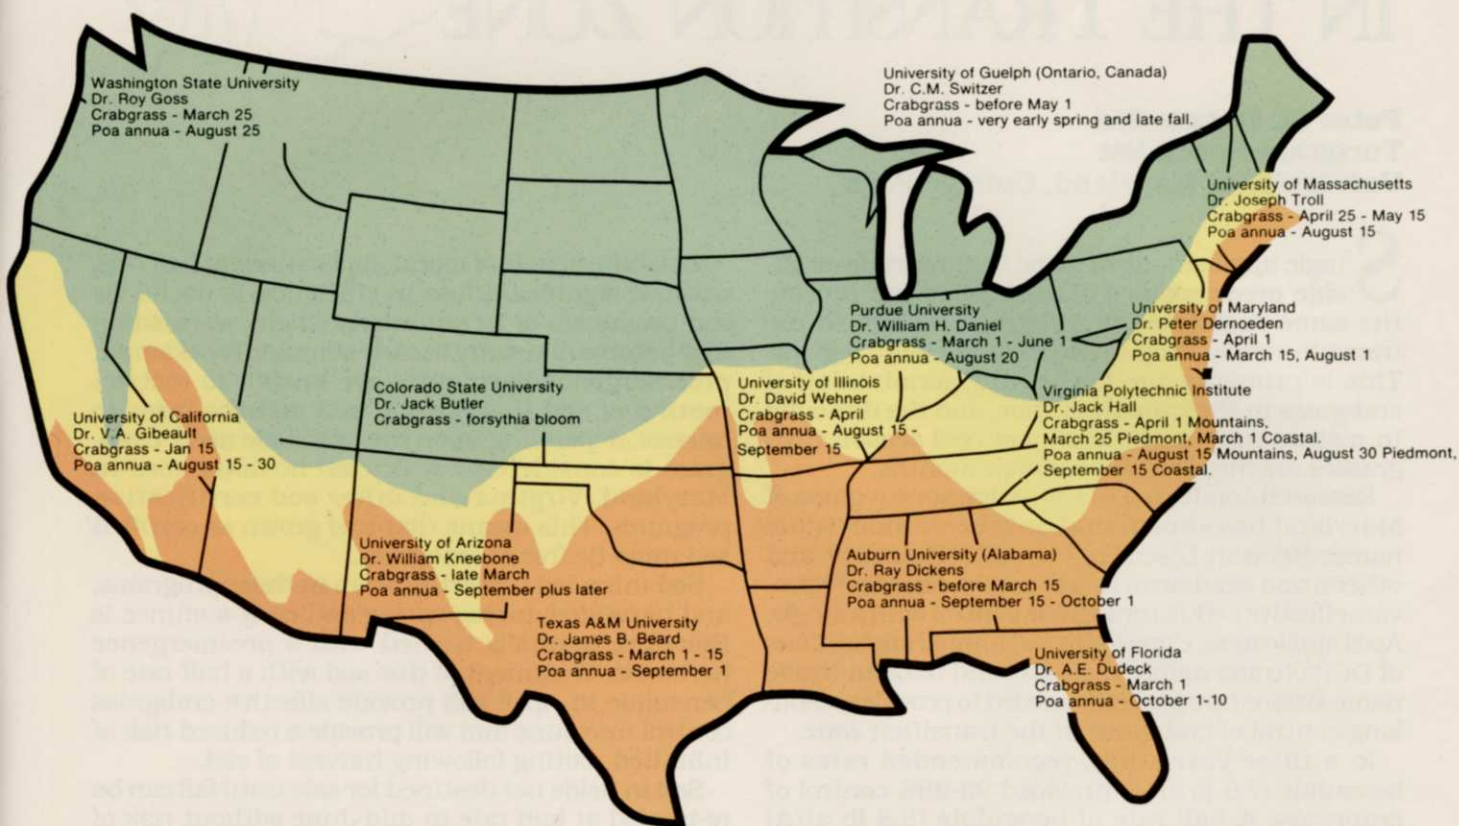 IN THE TRANSITION ZONE
Washington State University
Dr. Roy Goss
Crabgrass - March 25
Poa annua - August 25
University of Guelph (Ontario, Canada)
Dr. C.M. Switzer
Crabgrass - before May 1
Poa annua - very early spring and late fall.
University of Massachusetts
Dr. Joseph Troll
Crabgrass - April 25 - May 15
Poa annua - August 15
Purdue University
Dr. William H. Daniel
Crabgrass - March 1 - June 1
Poa annua - August 20
University of Maryland
Dr. Peter Dernoeden
Crabgrass - April 1
Poa annua - March 15, August 1
Colorado State University
Dr. Jack Butler
Crabgrass - forsythia bloom
University of Illinois
Dr. David Wehner
Crabgrass - April
Poa annua - August 15 -
September 15
Virginia Polytechnic Institute
Dr. Jack Hall
Crabgrass - April 1 Mountains,
March 25 Piedmont, March 1 Coastal.
Poa annua - August 15 Mountains, August 30 Piedmont,
September 15 Coastal.
University of California
Dr. V.A. Gibeault
Crabgrass - Jan 15
Poa annua - August 15 - 30
University of Arizona
Dr. William Kneebone
Crabgrass - late March
Poa annua - September plus later
Auburn University (Alabama)
Dr. Ray Dickens
Crabgrass - before March 15
Poa annua - September 15 - October 1
Texas A&M University
Dr. James B. Beard
Crabgrass - March 1 - 15
Poa annua - September 1
University of Florida
Dr. A.E. Dudeck
Crabgrass - March 1
Poa annua - October 1-10